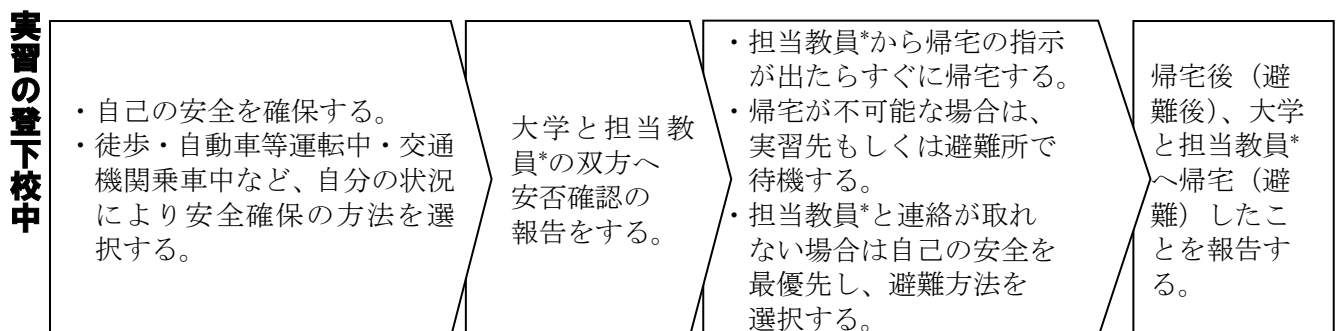 実習の登下校中
・自己の安全を確保する。
・徒歩・自動車等運転中・交通
機関乗車中など、自分の状況
により安全確保の方法を選
択する。
大学と担当教
員*の双方へ
安否確認の
報告をする。
・担当教員*から帰宅の指示
が出たらすぐに帰宅する。
・帰宅が不可能な場合は、
実習先もしくは避難所で
待機する。
・担当教員*と連絡が取れ
ない場合は自己の安全を
最優先し、避難方法を
選択する。
帰宅後（避
難後）、大学
と担当教員*
へ帰宅（避
難）したこ
とを報告す
る。